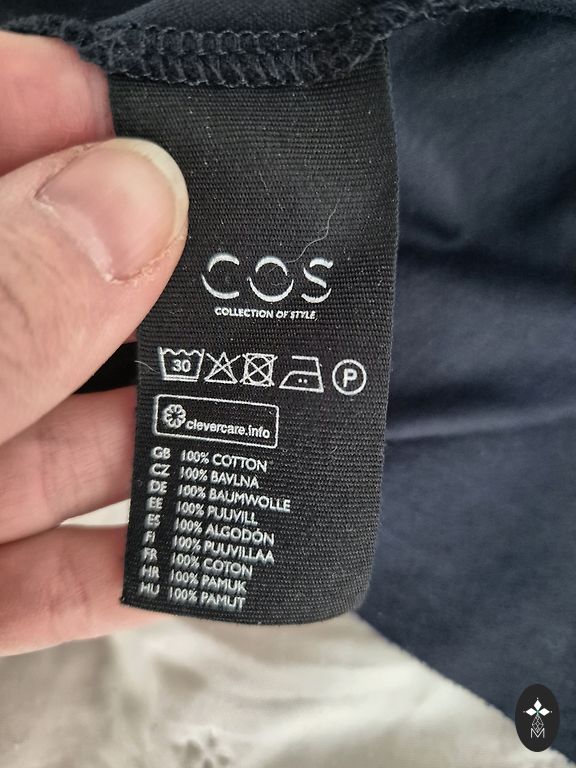 COS
COLLECTION OF STYLE
30 P
clevercare.info
GB 100% COTTON
CZ 100% BAVLNA
DE 100% BAUMWOLLE
EE 100% PUUVILL
ES 100% ALGODÓN
FI 100% PUUVILLAA
FR 100% COTON
HR 100% PAMUK
HU 100% PAMUT
M